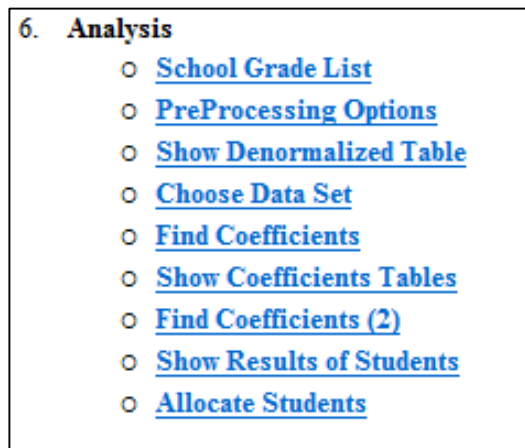 6. Analysis
○ School Grade List
○ PreProcessing Options
○ Show Denormalized Table
○ Choose Data Set
○ Find Coefficients
○ Show Coefficients Tables
○ Find Coefficients (2)
○ Show Results of Students
○ Allocate Students